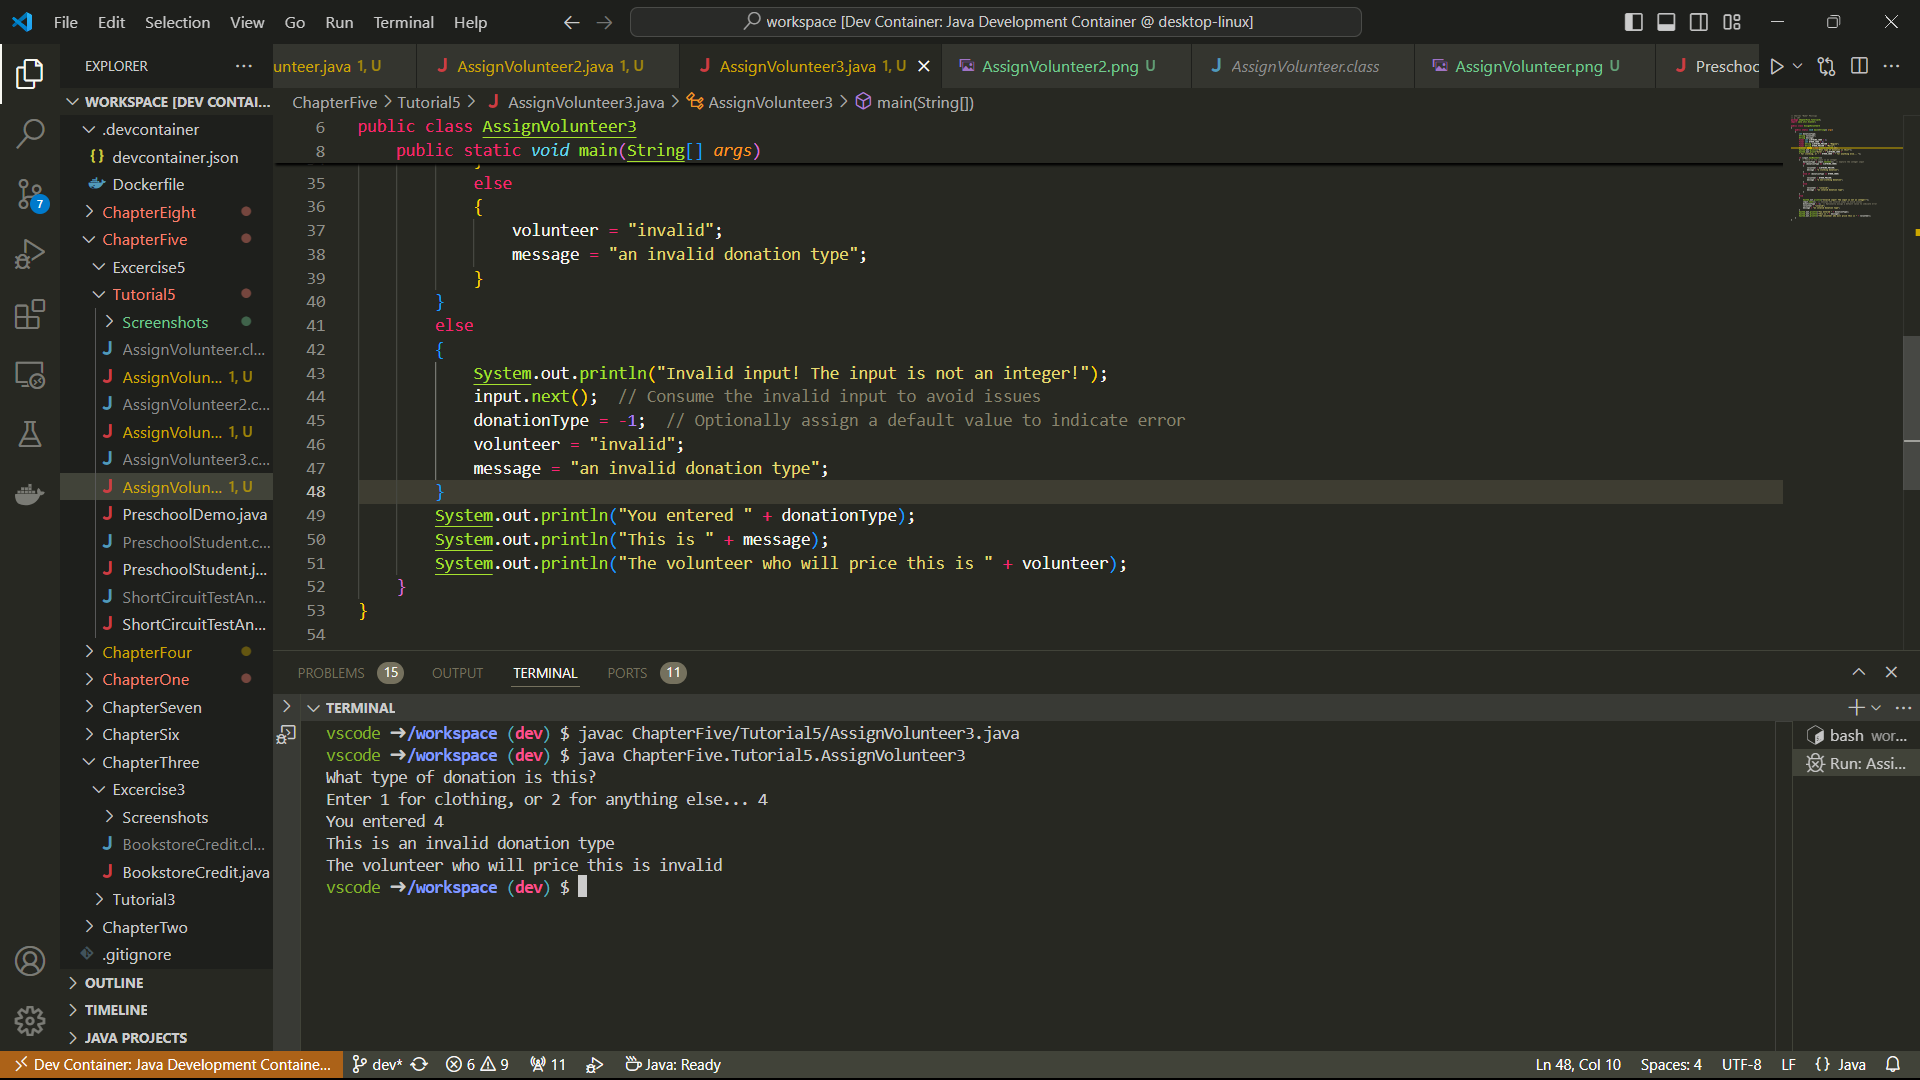 File Edit Selection View Go Run Terminal Help
workspace [Dev Container: Java Development Container @ desktop-linux]
EXPLORER
unteer.java 1, U
AssignVolunteer2.java 1, U
AssignVolunteer3.java 1, U
AssignVolunteer2.png U
AssignVolunteer.class
AssignVolunteer.png U
Preschoo
WORKSPACE [DEV CONTAI...
.devcontainer
devcontainer.json
Dockerfile
ChapterEight
ChapterFive
Excercise5
Tutorial5
Screenshots
AssignVolunteer.cl...
AssignVolun... 1, U
AssignVolunteer2.c...
AssignVolun... 1, U
AssignVolunteer3.c...
AssignVolun... 1, U
PreschoolDemo.java
PreschoolStudent.c...
PreschoolStudent.j...
ShortCircuitTestAn...
ShortCircuitTestAn...
ChapterFour
ChapterOne
ChapterSeven
ChapterSix
ChapterThree
Excercise3
Screenshots
BookstoreCredit.cl...
BookstoreCredit.java
Tutorial3
ChapterTwo
.gitignore
OUTLINE
TIMELINE
JAVA PROJECTS
7
ChapterFive > Tutorial5 > AssignVolunteer3.java > AssignVolunteer3 > main(String[])
6 public class AssignVolunteer3
8 public static void main(String[] args)
35 else
36 {
37 volunteer = "invalid";
38 message = "an invalid donation type";
39 }
40 }
41 else
42 {
43 System.out.println("Invalid input! The input is not an integer!");
44 input.next(); // Consume the invalid input to avoid issues
45 donationType = -1; // Optionally assign a default value to indicate error
46 volunteer = "invalid";
47 message = "an invalid donation type";
48 }
49 System.out.println("You entered " + donationType);
50 System.out.println("This is " + message);
51 System.out.println("The volunteer who will price this is " + volunteer);
52 }
53 }
54
PROBLEMS 15 OUTPUT TERMINAL PORTS 11
TERMINAL
vscode ➜/workspace (dev) $ javac ChapterFive/Tutorial5/AssignVolunteer3.java
vscode ➜/workspace (dev) $ java ChapterFive.Tutorial5.AssignVolunteer3
What type of donation is this?
Enter 1 for clothing, or 2 for anything else... 4
You entered 4
This is an invalid donation type
The volunteer who will price this is invalid
vscode ➜/workspace (dev) $
bash wor...
Run: Assi...
Dev Container: Java Development Containe... dev* 6 9 11 Java: Ready Ln 48, Col 10 Spaces: 4 UTF-8 LF {} Java